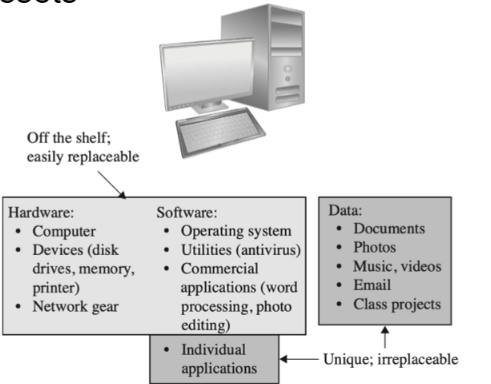 Off the shelf;
easily replaceable
Hardware:
• Computer
• Devices (disk
drives, memory,
printer)
• Network gear
Software:
• Operating system
• Utilities (antivirus)
• Commercial
applications (word
processing, photo
editing)
• Individual
applications
Data:
• Documents
• Photos
• Music, videos
• Email
• Class projects
Unique; irreplaceable